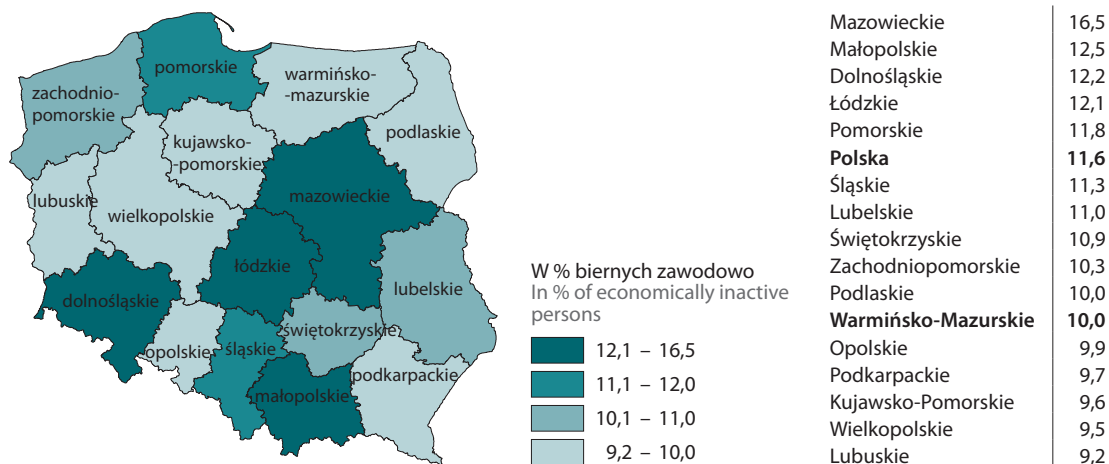 pomorskie
warmińsko-
-mazurskie
zachodnio-
pomorskie
podlaskie
kujawsko-
-pomorskie
lubuskie
wielkopolskie
mazowieckie
łódzkie
dolnośląskie
lubelskie
opolskie
śląskie
świętokrzyskie
małopolskie
podkarpackie
W % biernych zawodowo
In % of economically inactive
persons
12,1 – 16,5
11,1 – 12,0
10,1 – 11,0
9,2 – 10,0
Mazowieckie 16,5
Małopolskie 12,5
Dolnośląskie 12,2
Łódzkie 12,1
Pomorskie 11,8
Polska 11,6
Śląskie 11,3
Lubelskie 11,0
Świętokrzyskie 10,9
Zachodniopomorskie 10,3
Podlaskie 10,0
Warmińsko-Mazurskie 10,0
Opolskie 9,9
Podkarpackie 9,7
Kujawsko-Pomorskie 9,6
Wielkopolskie 9,5
Lubuskie 9,2